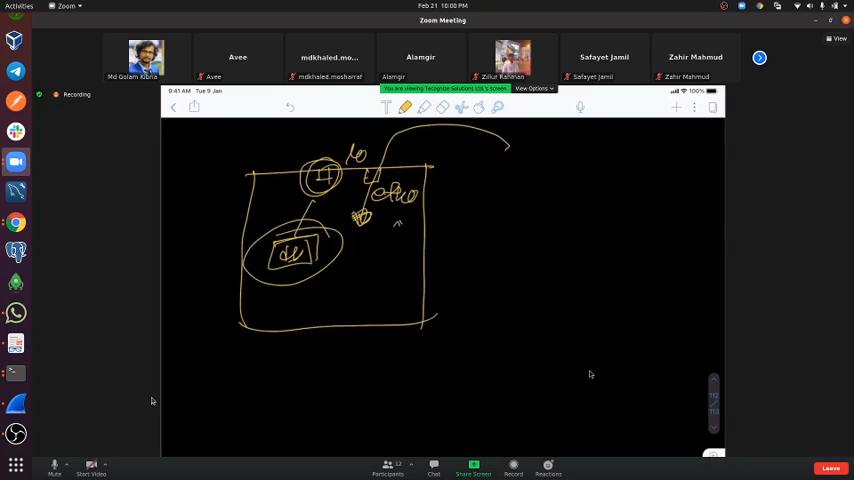 Activities
Zoom
Feb 21 10:00 PM
Zoom Meeting
View
Md Golam Kibria
Avee
Avee
mdkhaled.mo...
mdkhaled.mosharraf
Alamgir
Alamgir
Zillur Rahman
Safayet Jamil
Safayet Jamil
Zahir Mahmud
Zahir Mahmud
Recording
You are viewing Tecognize Solutions Ltd.'s screen
View Options
9:41 AM Tue 9 Jan
100%
T
112
113
Mute
Start Video
12
Participants
Chat
Share Screen
Record
Reactions
Leave